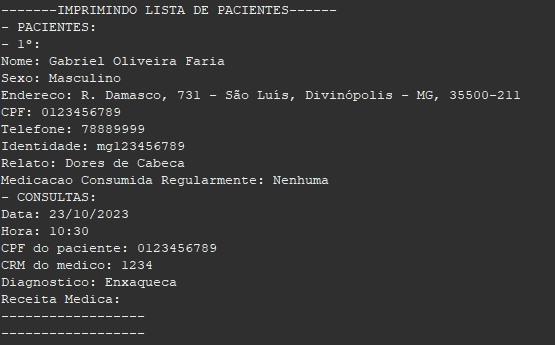 -------IMPRIMINDO LISTA DE PACIENTES------
- PACIENTES:
- 1°:
Nome: Gabriel Oliveira Faria
Sexo: Masculino
Endereco: R. Damasco, 731 - São Luís, Divinópolis - MG, 35500-211
CPF: 0123456789
Telefone: 78889999
Identidade: mg123456789
Relato: Dores de Cabeca
Medicacao Consumida Regularmente: Nenhuma
- CONSULTAS:
Data: 23/10/2023
Hora: 10:30
CPF do paciente: 0123456789
CRM do medico: 1234
Diagnostico: Enxaqueca
Receita Medica:
------------------
------------------